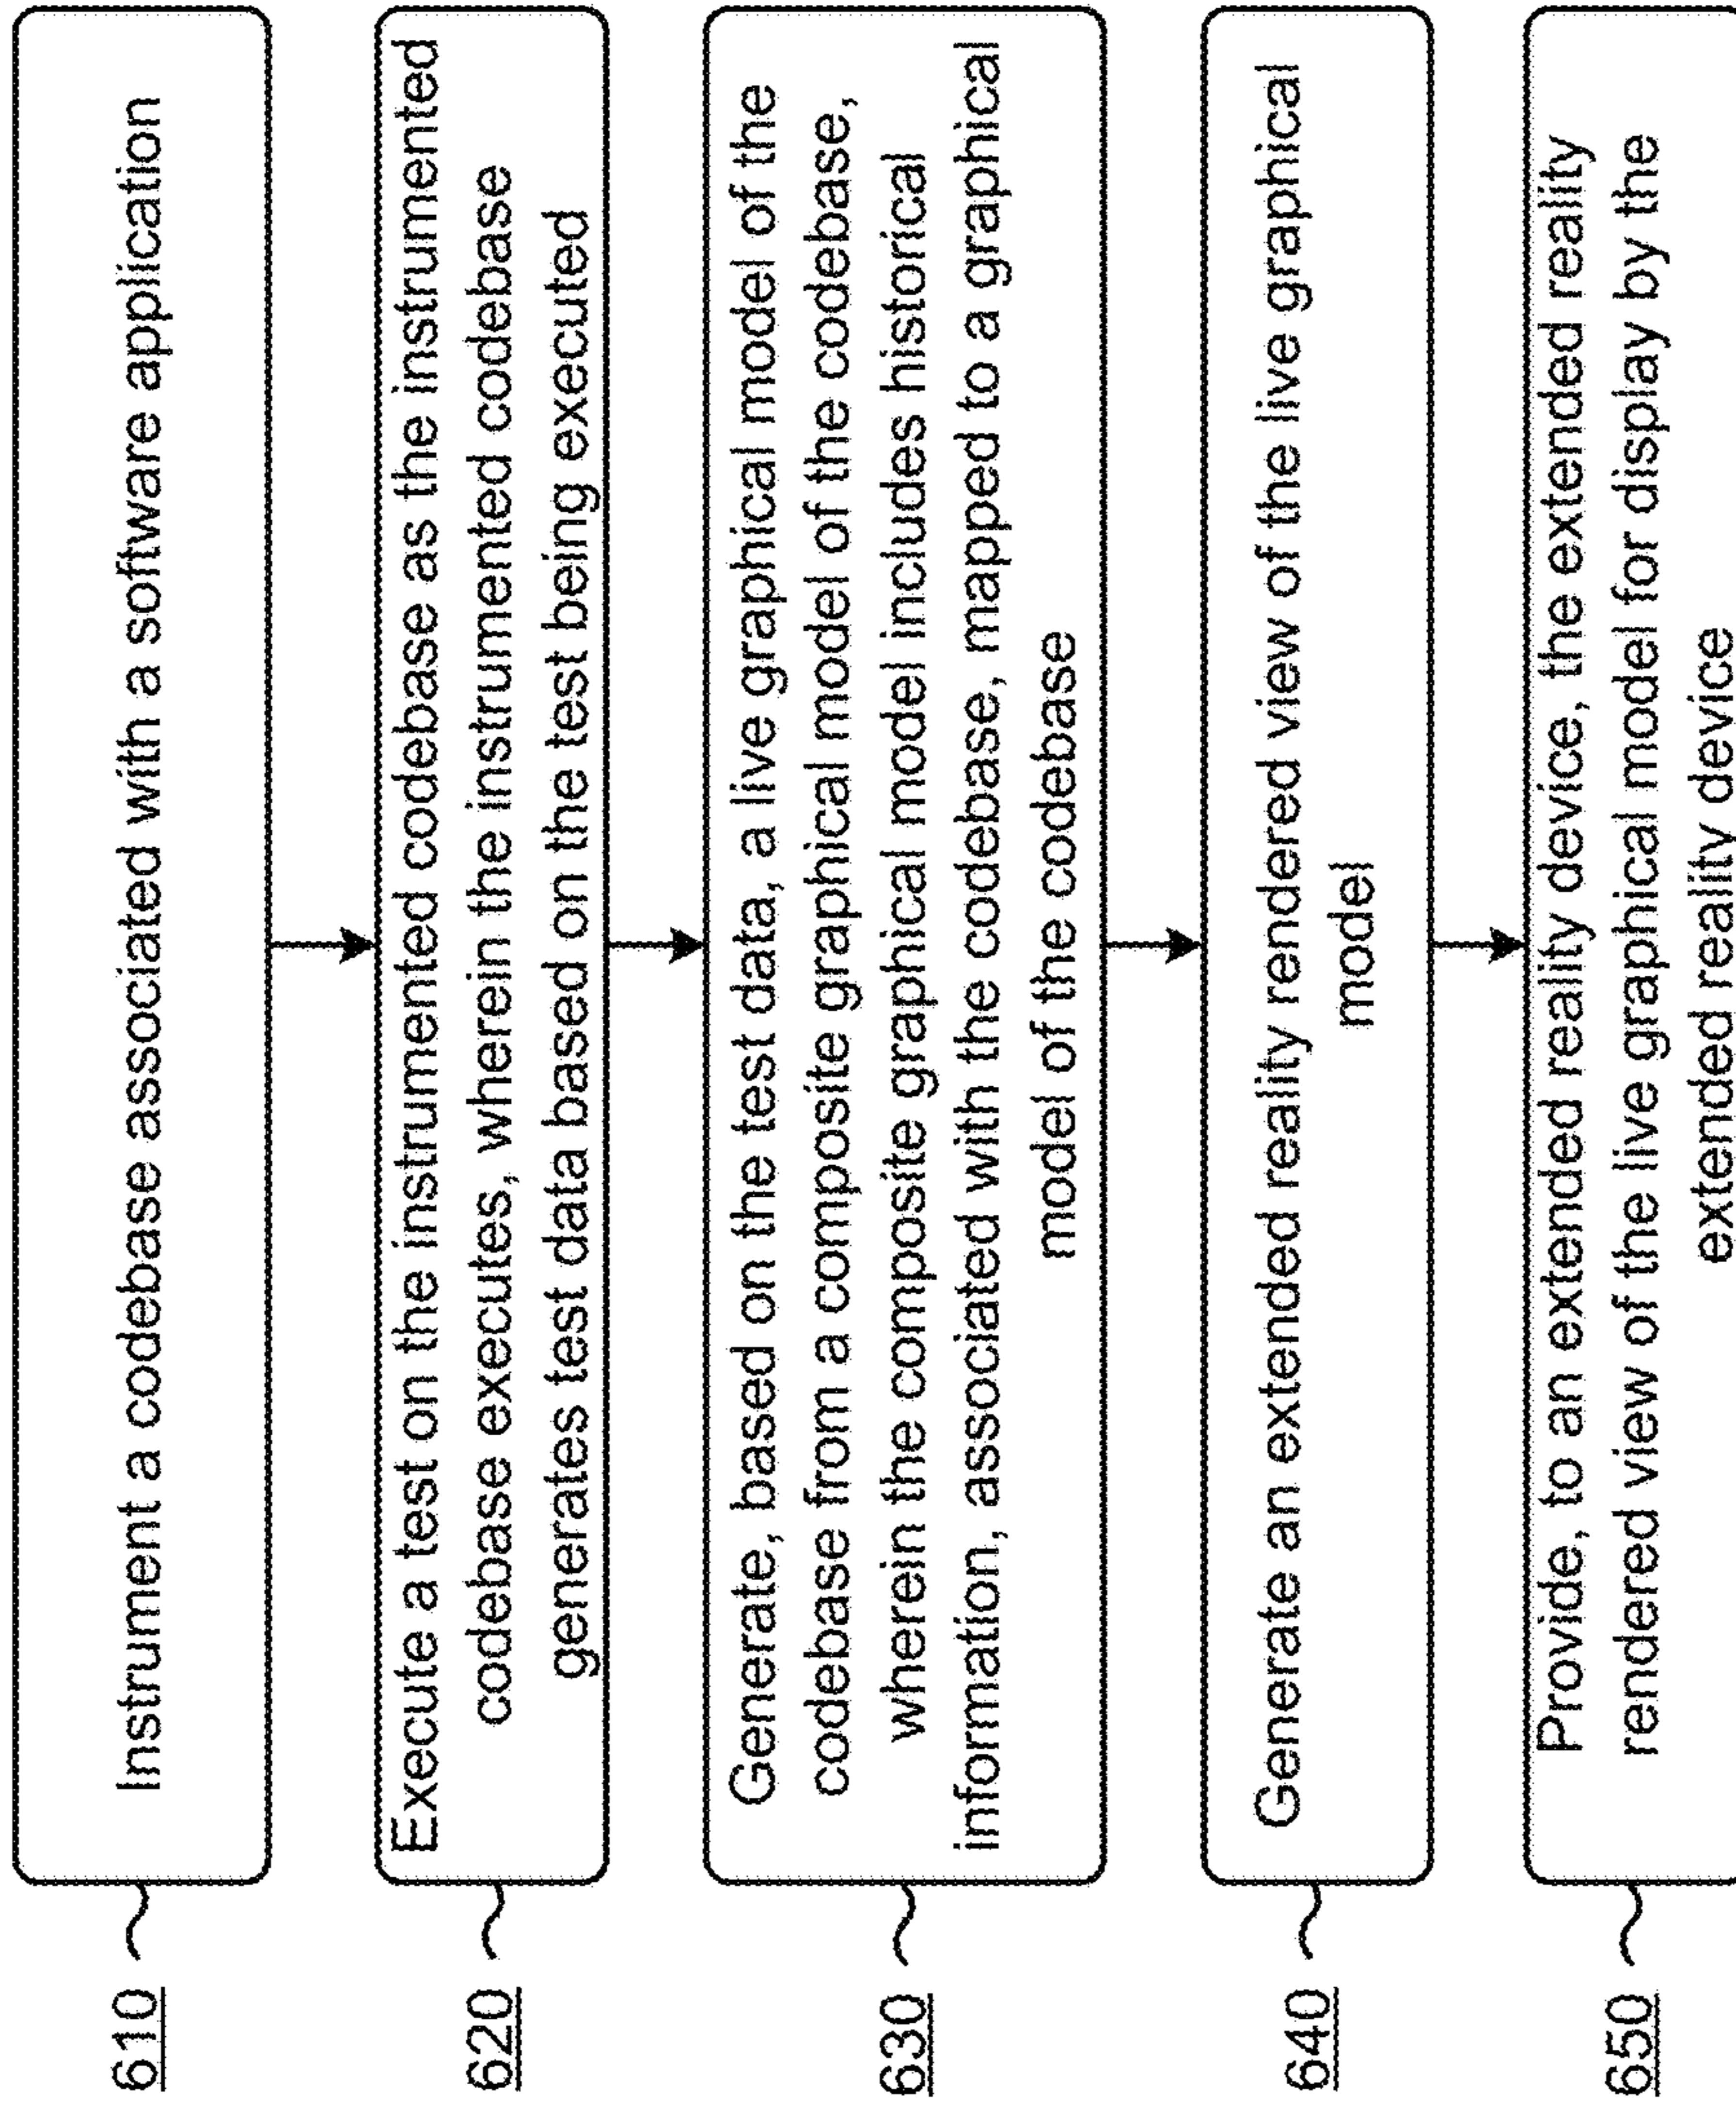 610
Instrument a codebase associated with a software application
620
Execute a test on the instrumented codebase as the instrumented
codebase executes, wherein the instrumented codebase
generates test data based on the test being executed
630
Generate, based on the test data, a live graphical model of the
codebase from a composite graphical model of the codebase,
wherein the composite graphical model includes historical
information, associated with the codebase, mapped to a graphical
model of the codebase
640
Generate an extended reality rendered view of the live graphical
model
650
Provide, to an extended reality device, the extended reality
rendered view of the live graphical model for display by the
extended reality device